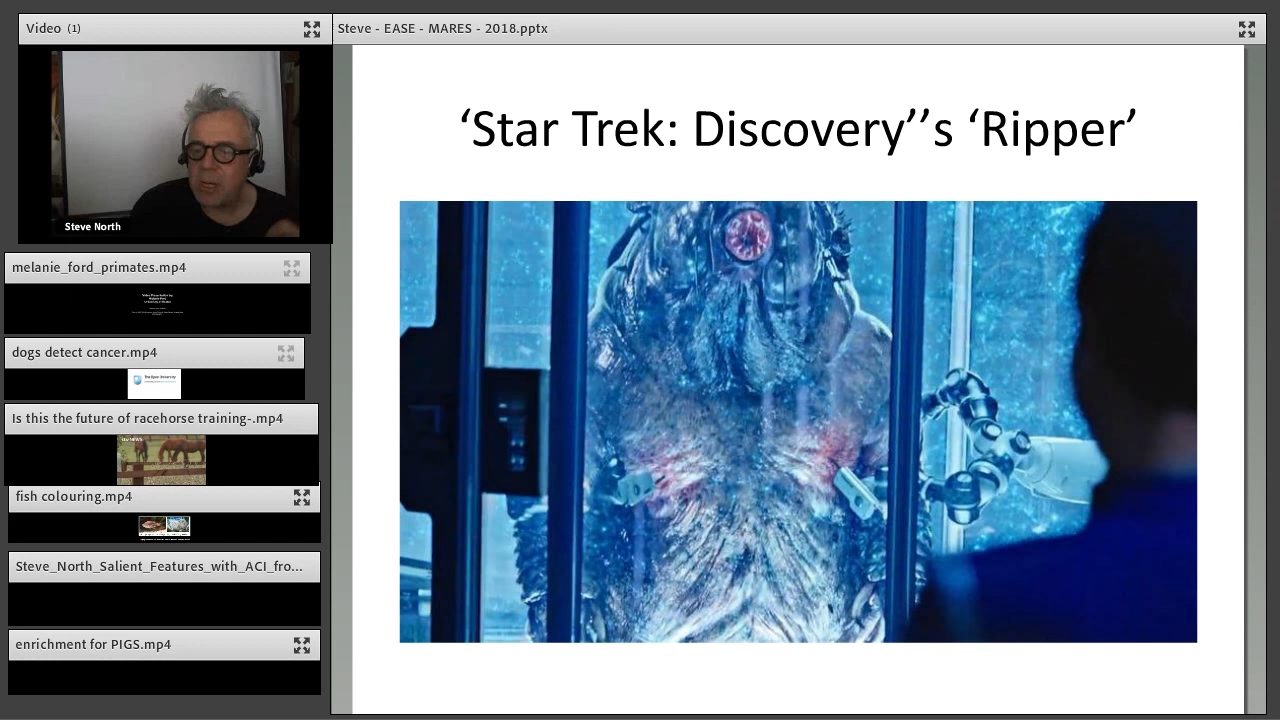 Video (1)
Steve - EASE - MARES - 2018.pptx
Steve North
melanie_ford_primates.mp4
dogs detect cancer.mp4
The Open University
Is this the future of racehorse training-.mp4
fish colouring.mp4
Steve_North_Salient_Features_with_ACI_fro...
enrichment for PIGS.mp4
‘Star Trek: Discovery’’s ‘Ripper’